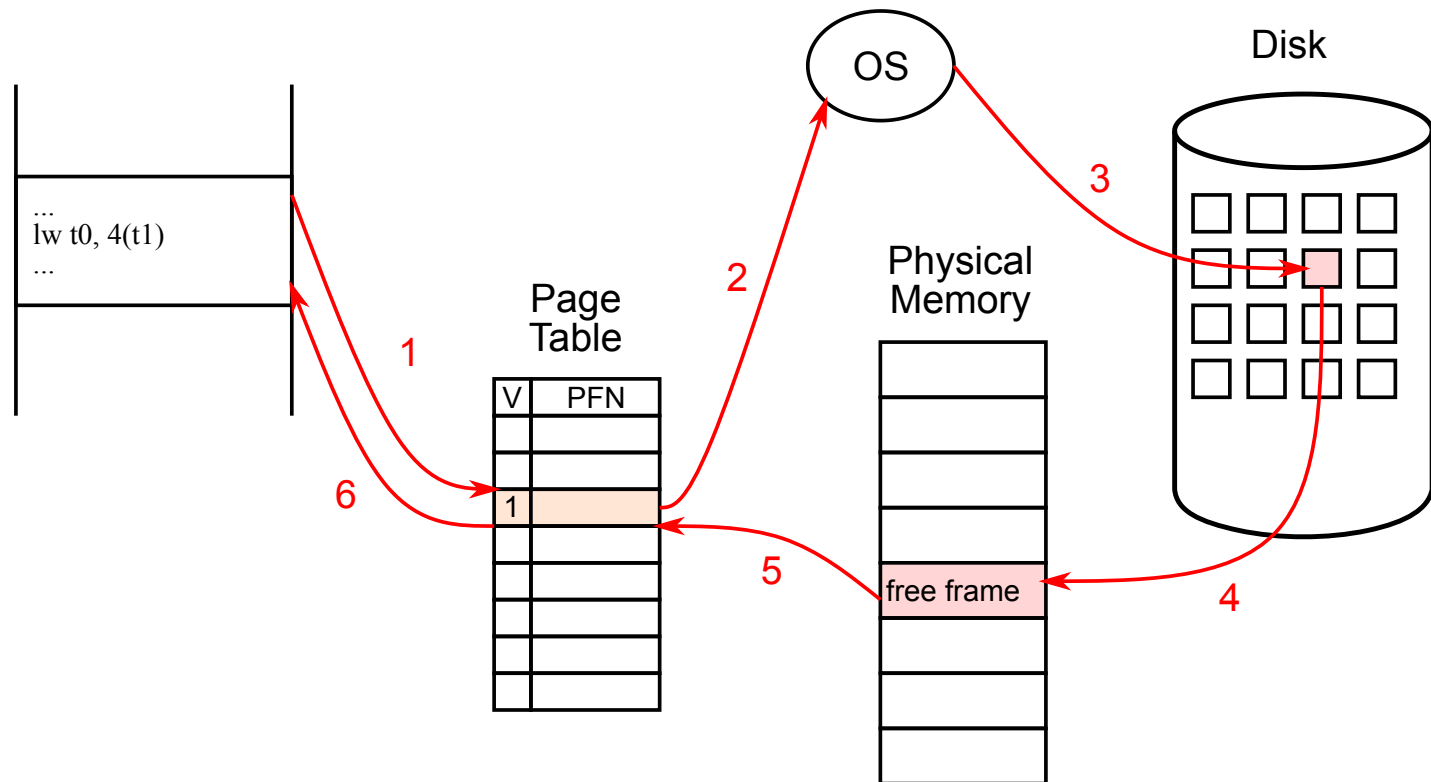 OS
Disk
...
lw t0, 4(t1)
...
1
2
3
Page
Table
Physical
Memory
V PFN
1
6
5
free frame
4